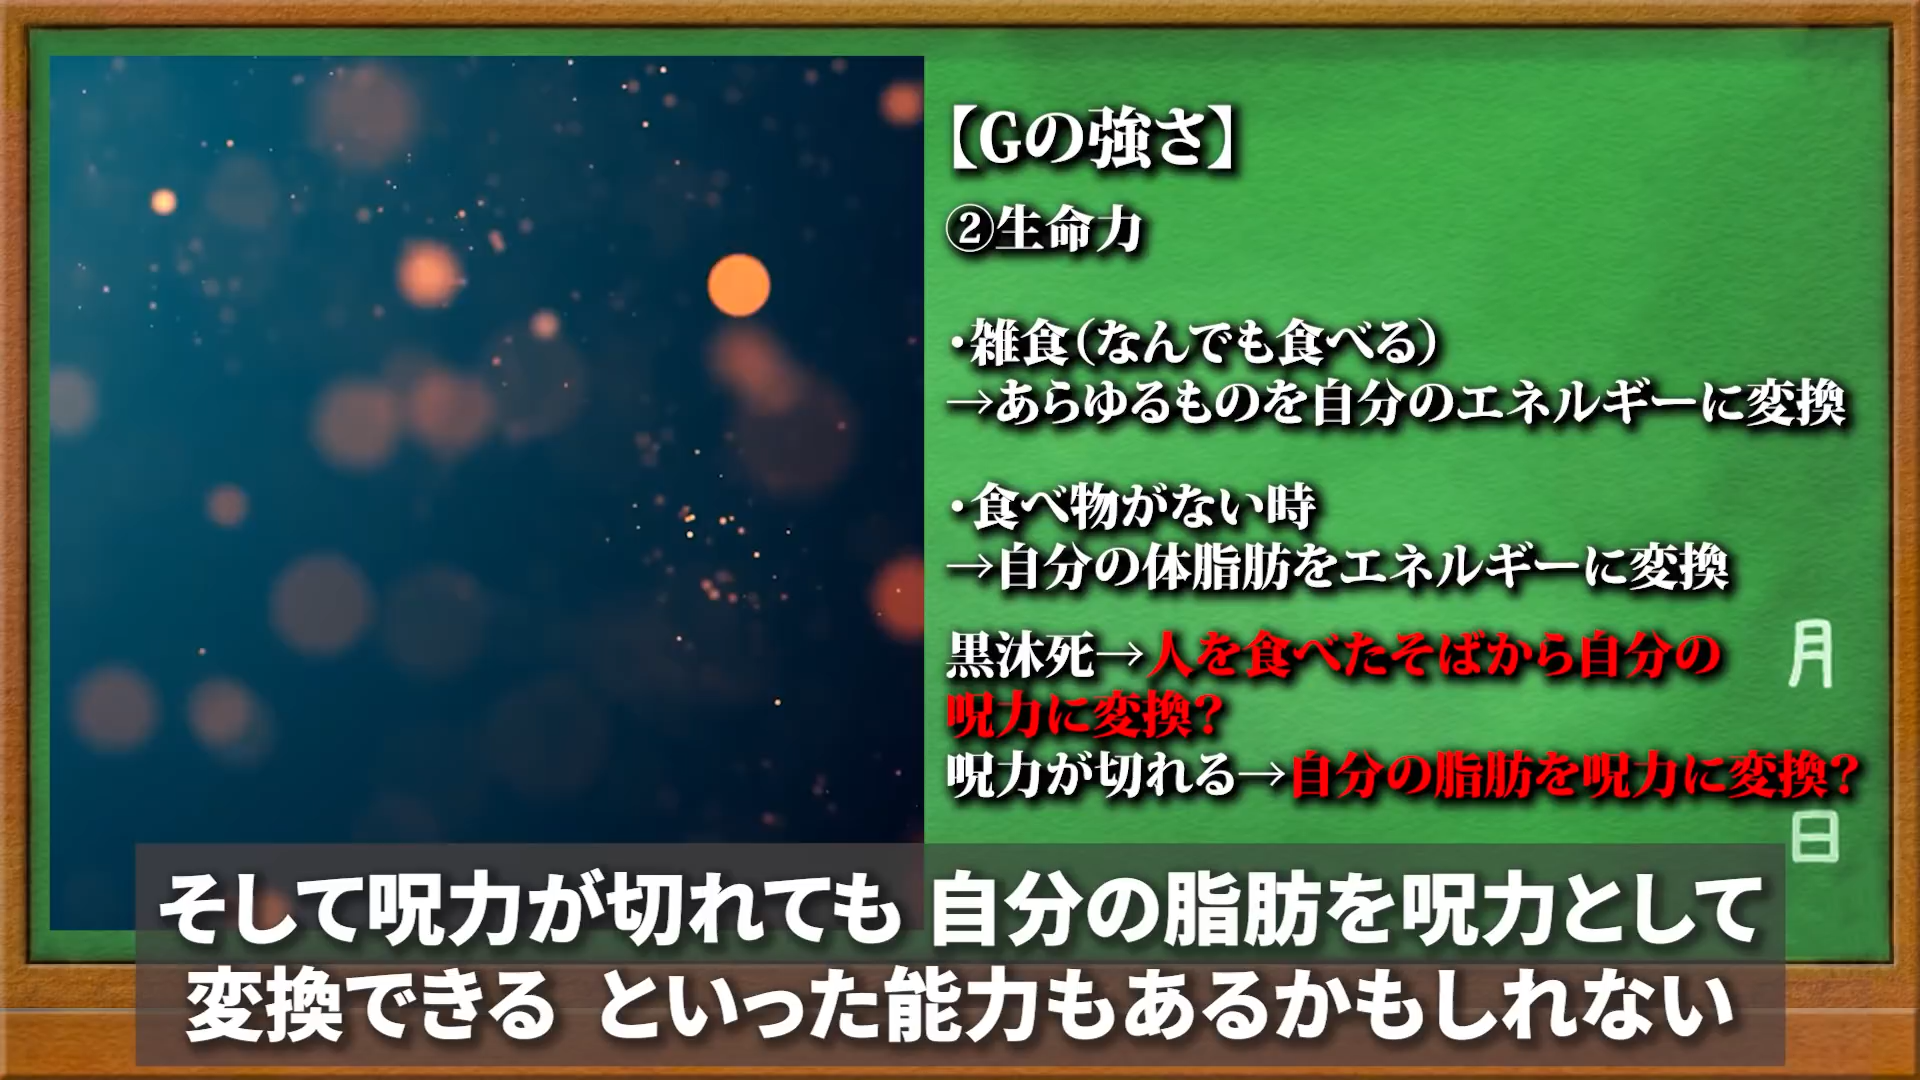 【Gの強さ】
②生命力
・雑食（なんでも食べる）
→あらゆるものを自分のエネルギーに変換
・食べ物がない時
→自分の体脂肪をエネルギーに変換
黒沐死→人を食べたそばから自分の
呪力に変換？
呪力が切れる→自分の脂肪を呪力に変換？
月
日
そして呪力が切れても 自分の脂肪を呪力として
変換できる といった能力もあるかもしれない